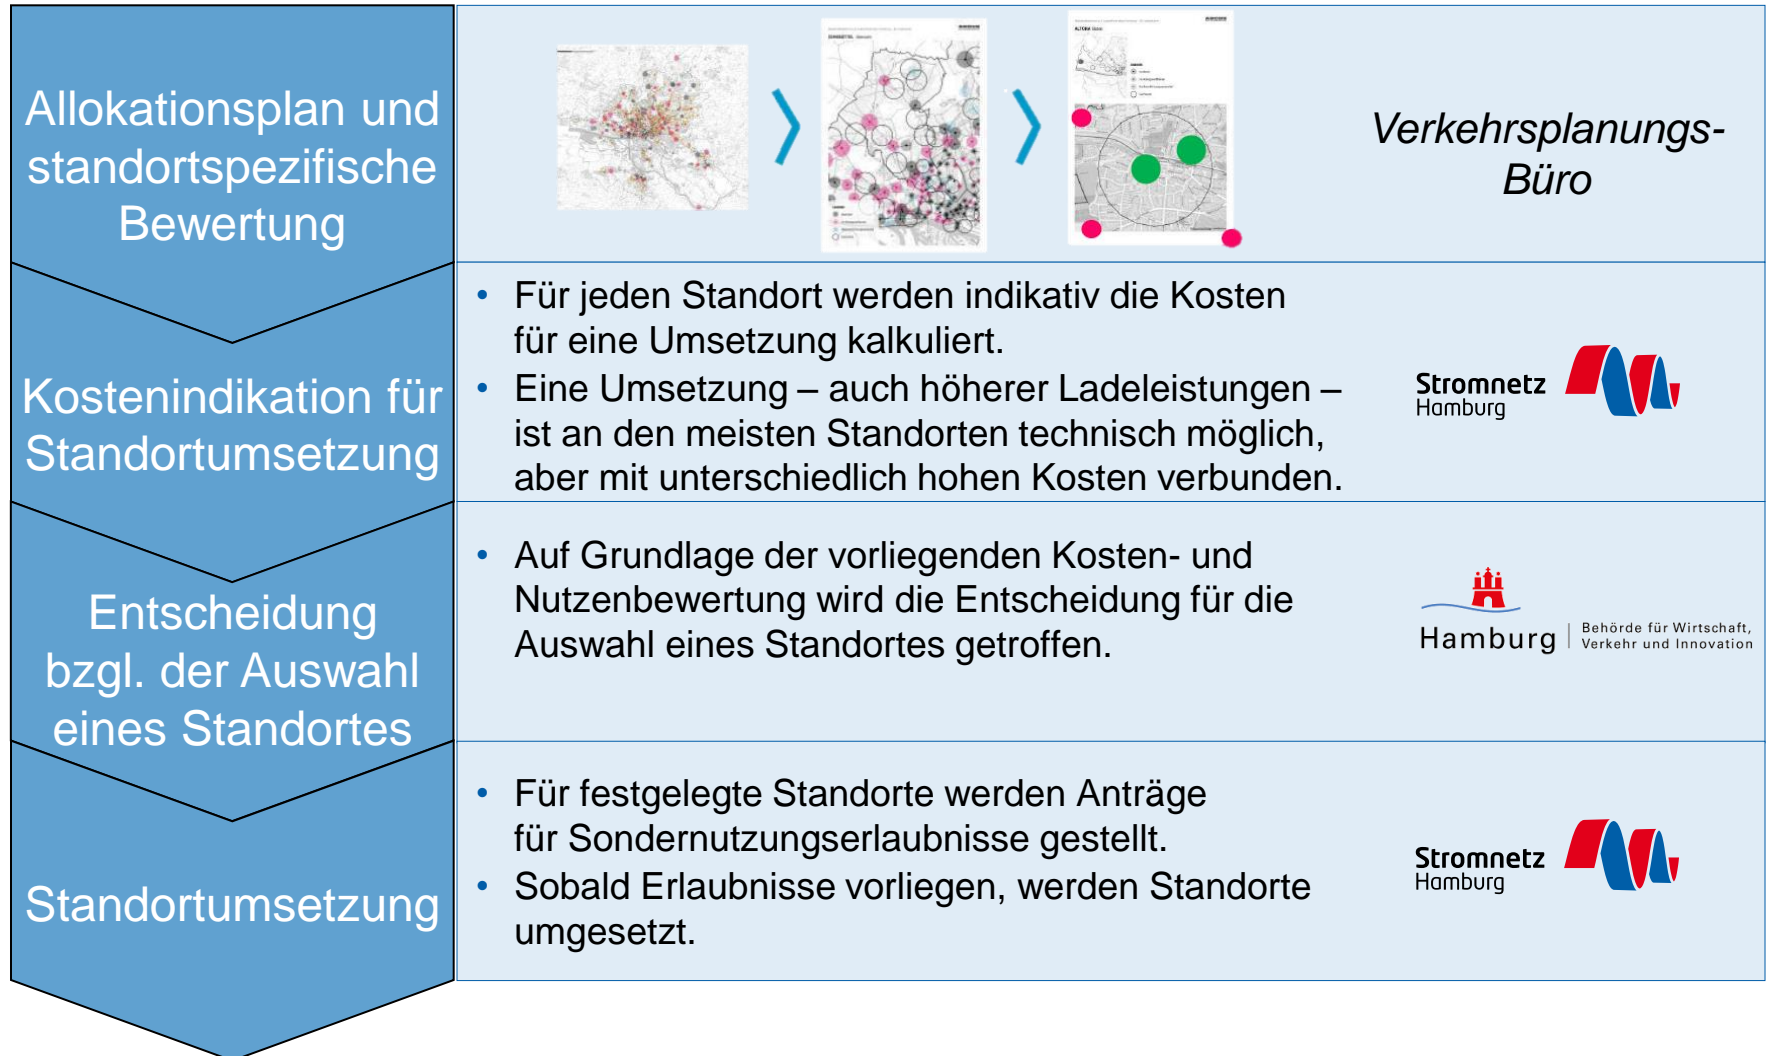 Allokationsplan und
standortspezifische
Bewertung
ALTONA
Verkehrsplanungs-
Büro
Kostenindikation für
Standortumsetzung
• Für jeden Standort werden indikativ die Kosten
für eine Umsetzung kalkuliert.
• Eine Umsetzung – auch höherer Ladeleistungen –
ist an den meisten Standorten technisch möglich,
aber mit unterschiedlich hohen Kosten verbunden.
Stromnetz
Hamburg
Entscheidung
bzgl. der Auswahl
eines Standortes
• Auf Grundlage der vorliegenden Kosten- und
Nutzenbewertung wird die Entscheidung für die
Auswahl eines Standortes getroffen.
Hamburg
Behörde für Wirtschaft,
Verkehr und Innovation
Standortumsetzung
• Für festgelegte Standorte werden Anträge
für Sondernutzungserlaubnisse gestellt.
• Sobald Erlaubnisse vorliegen, werden Standorte
umgesetzt.
Stromnetz
Hamburg